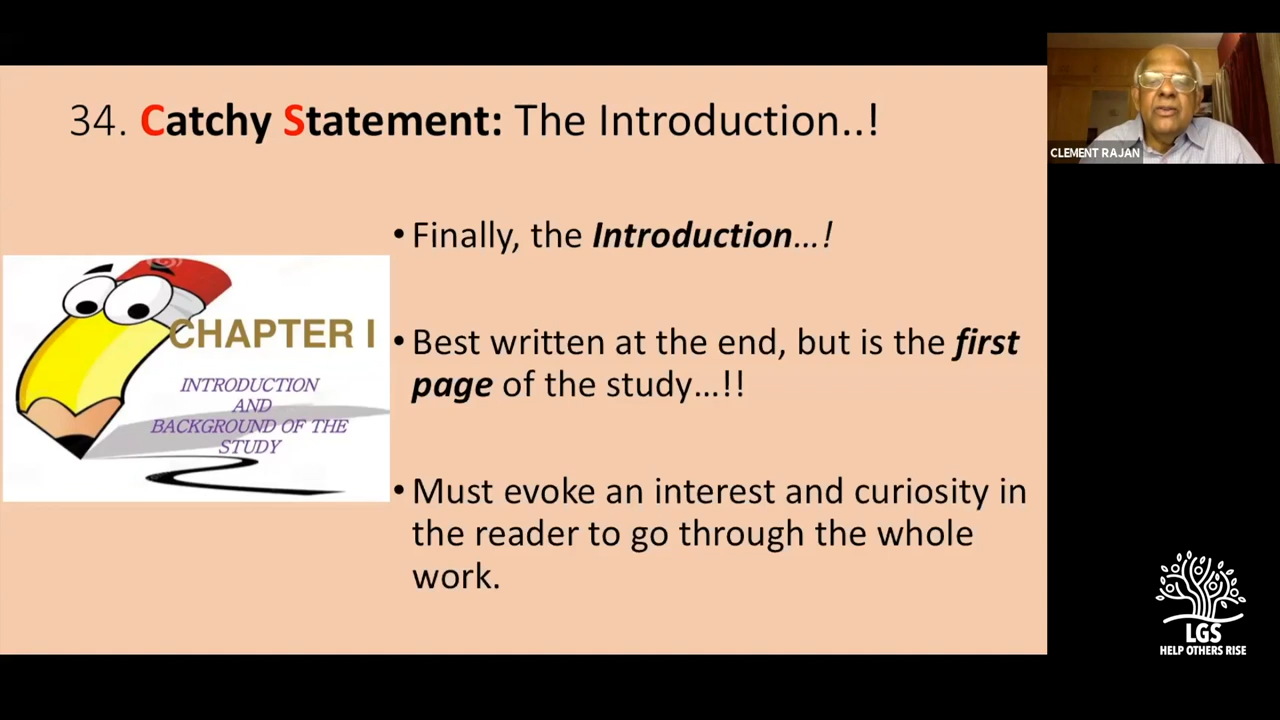 34. Catchy Statement: The Introduction..!
CLEMENT RAJAN
• Finally, the Introduction…!
CHAPTER I
INTRODUCTION
AND
BACKGROUND OF THE
STUDY
• Best written at the end, but is the first
page of the study…!!
• Must evoke an interest and curiosity in
the reader to go through the whole
work.
LGS
HELP OTHERS RISE